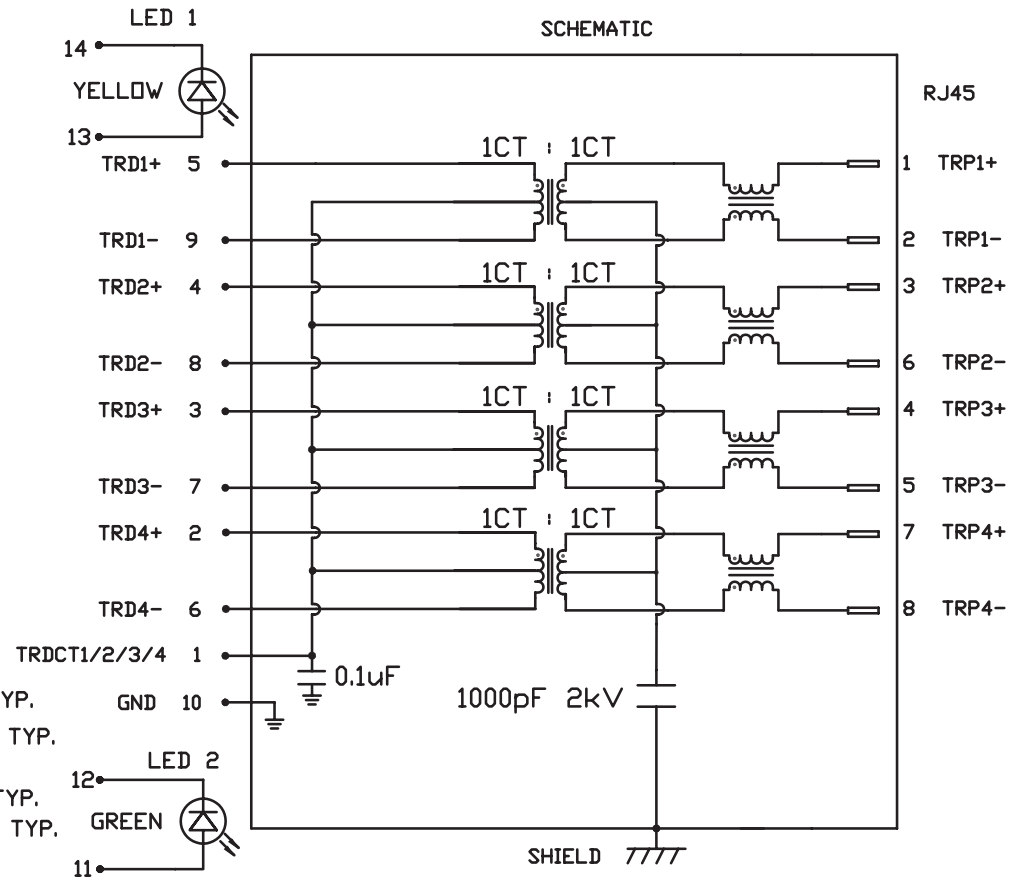 LED 1
SCHEMATIC
14
YELLOW
RJ45
13
1CT : 1CT
TRD1+ 5
1 TRP1+
TRD1- 9
2 TRP1-
1CT : 1CT
TRD2+ 4
3 TRP2+
TRD2- 8
6 TRP2-
1CT : 1CT
TRD3+ 3
4 TRP3+
TRD3- 7
5 TRP3-
1CT : 1CT
TRD4+ 2
7 TRP4+
TRD4- 6
8 TRP4-
TRDCT1/2/3/4 1
0.1uF
YP.
GND 10
1000pF 2kV
TYP.
LED 2
12
TYP.
GREEN
TYP.
11
SHIELD